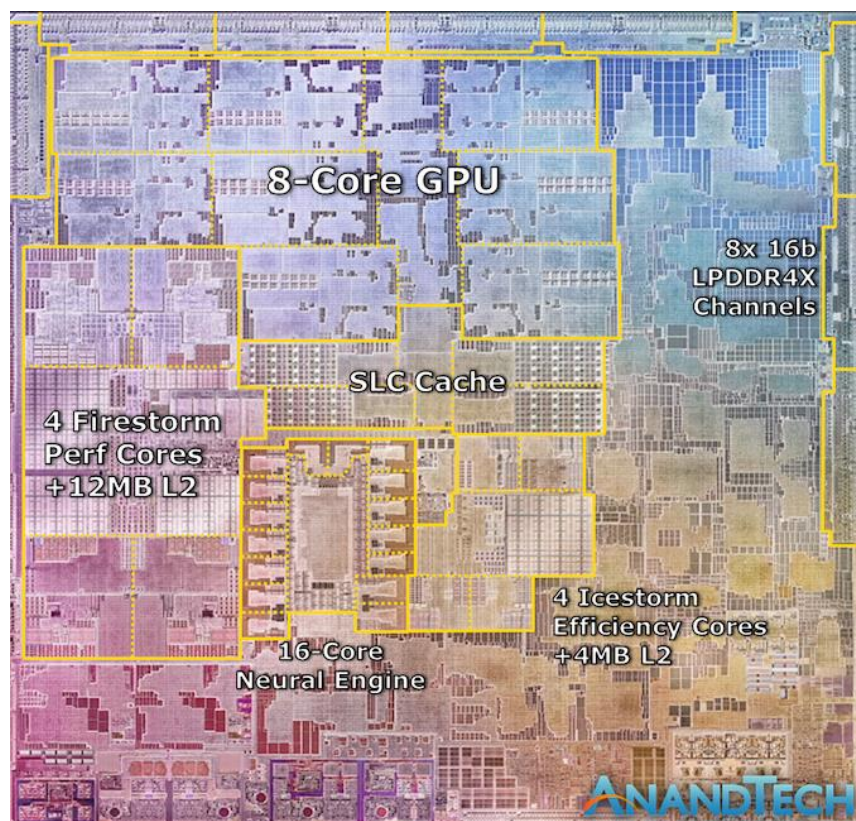 8-Core GPU
8x 16b
LPDDR4X
Channels
SLC Cache
4 Firestorm
Perf Cores
+12MB L2
4 Icestorm
Efficiency Cores
+4MB L2
16-Core
Neural Engine
ANANDTECH